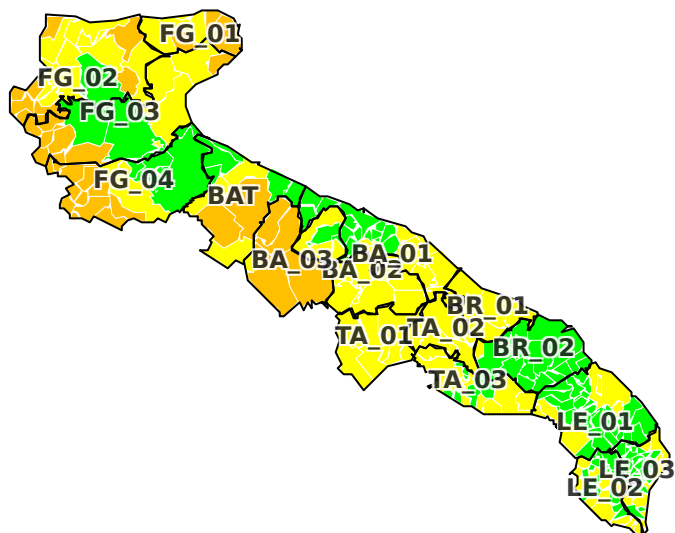 FG_01
FG_02
FG_03
FG_04
BAT
BA_01
BA_03
BA_02
BR_01
TA_02
TA_01
BR_02
TA_03
LE_01
LE_03
LE_02